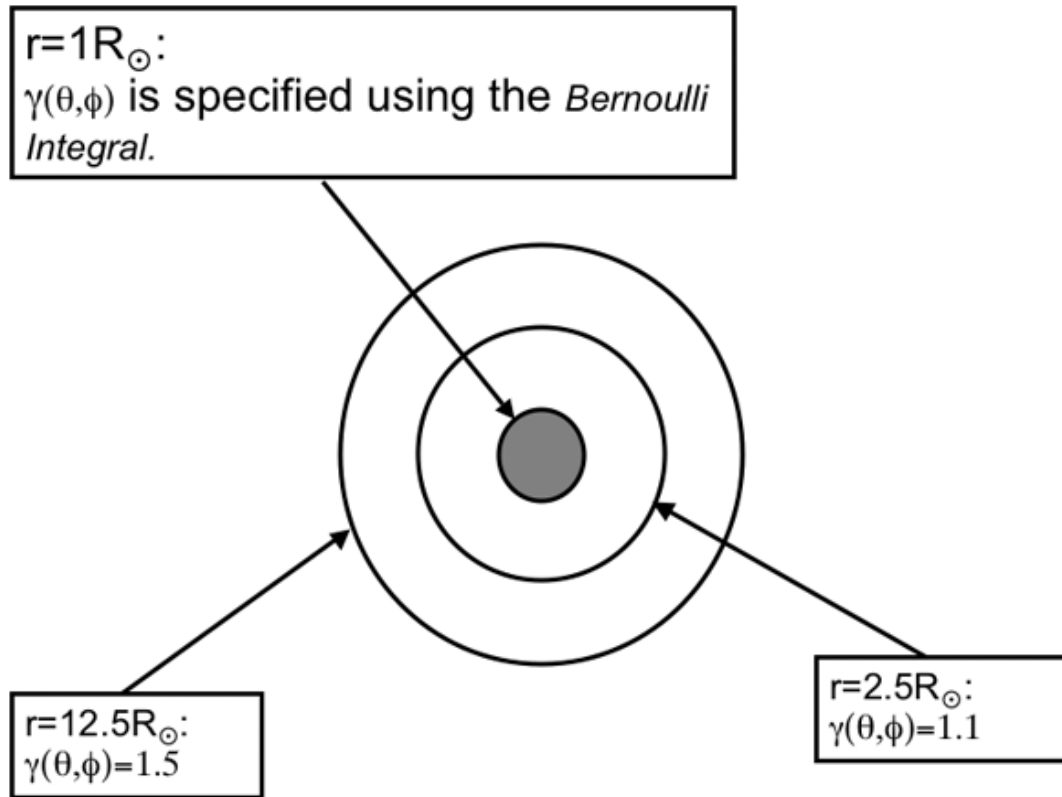 r=1R☉:
γ(θ,ϕ) is specified using the Bernoulli
Integral.
r=12.5R☉:
γ(θ,ϕ)=1.5
r=2.5R☉:
γ(θ,ϕ)=1.1